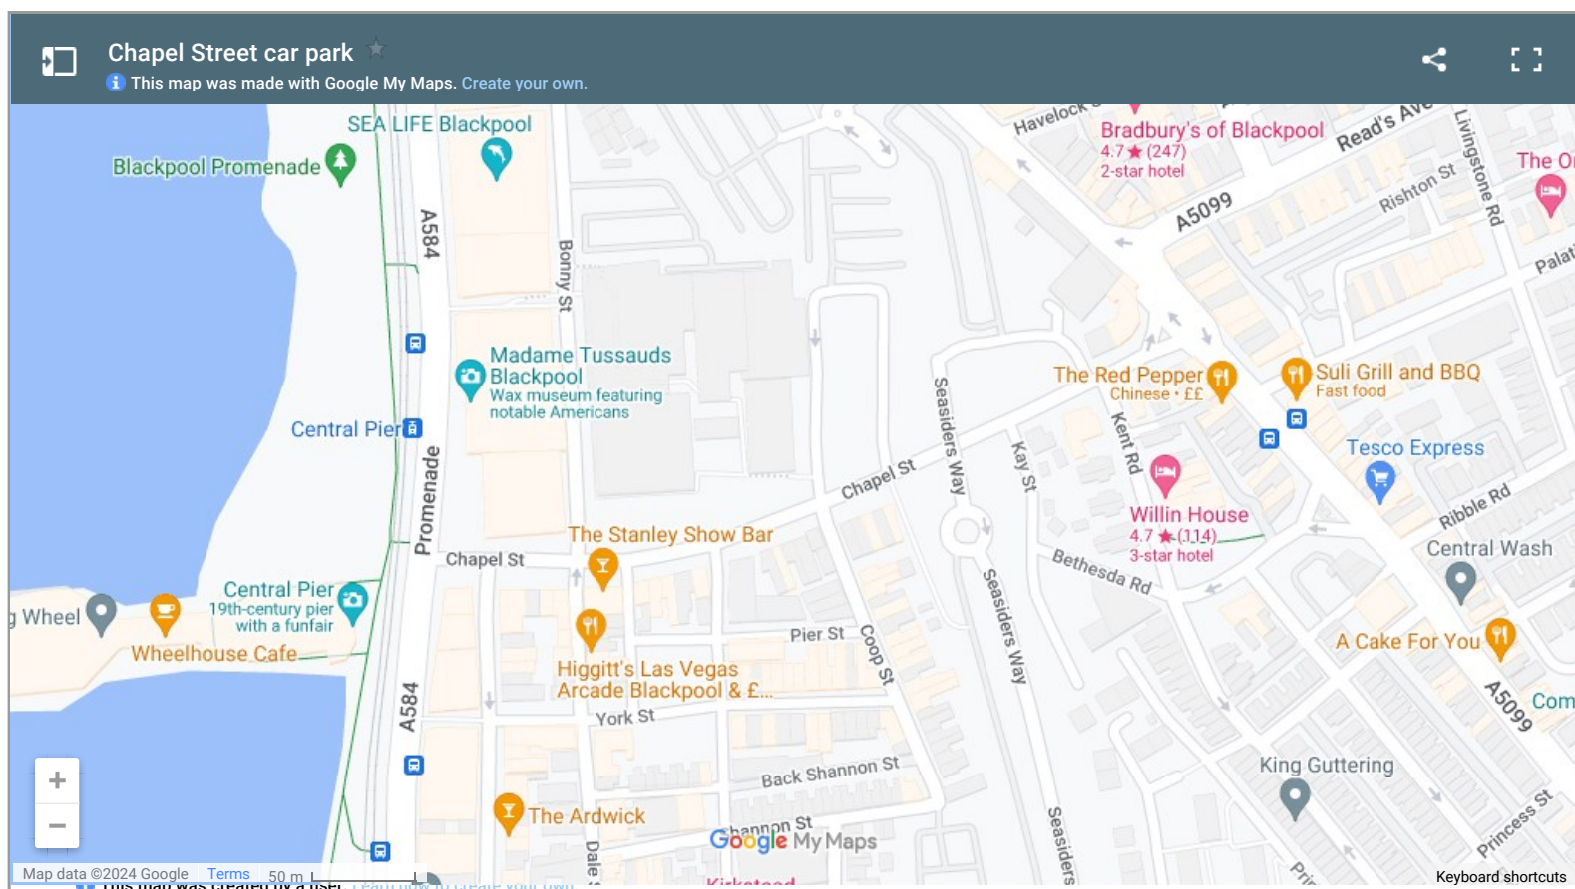 Chapel Street car park
This map was made with Google My Maps. Create your own.
SEA LIFE Blackpool
Blackpool Promenade
A584
Bonny St
Havelock
Bradbury's of Blackpool
4.7 ★ (247)
2-star hotel
Read's Ave
Livingstone Rd
The
Rishton St
A5099
Madame Tussauds
Blackpool
Wax museum featuring
notable Americans
Central Pier
Promenade
Seasiders Way
The Red Pepper
Chinese • ££
Suli Grill and BBQ
Fast food
Kent Rd
Kay St
Tesco Express
Chapel St
Ribble Rd
Willin House
4.7 ★ (114)
3-star hotel
The Stanley Show Bar
Chapel St
Central Wash
Bethesda Rd
Central Pier
19th-century pier
with a funfair
Wheel
Wheelhouse Cafe
Seasiders Way
Pier St
Coop St
A Cake For You
Higgitt's Las Vegas
Arcade Blackpool & £...
A584
York St
A5099
Com
Back Shannon St
King Guttering
The Ardwick
Shannon St
Google My Maps
Seasiders
Princess St
Dale S
Map data ©2024 Google
Terms
50 m
Keyboard shortcuts